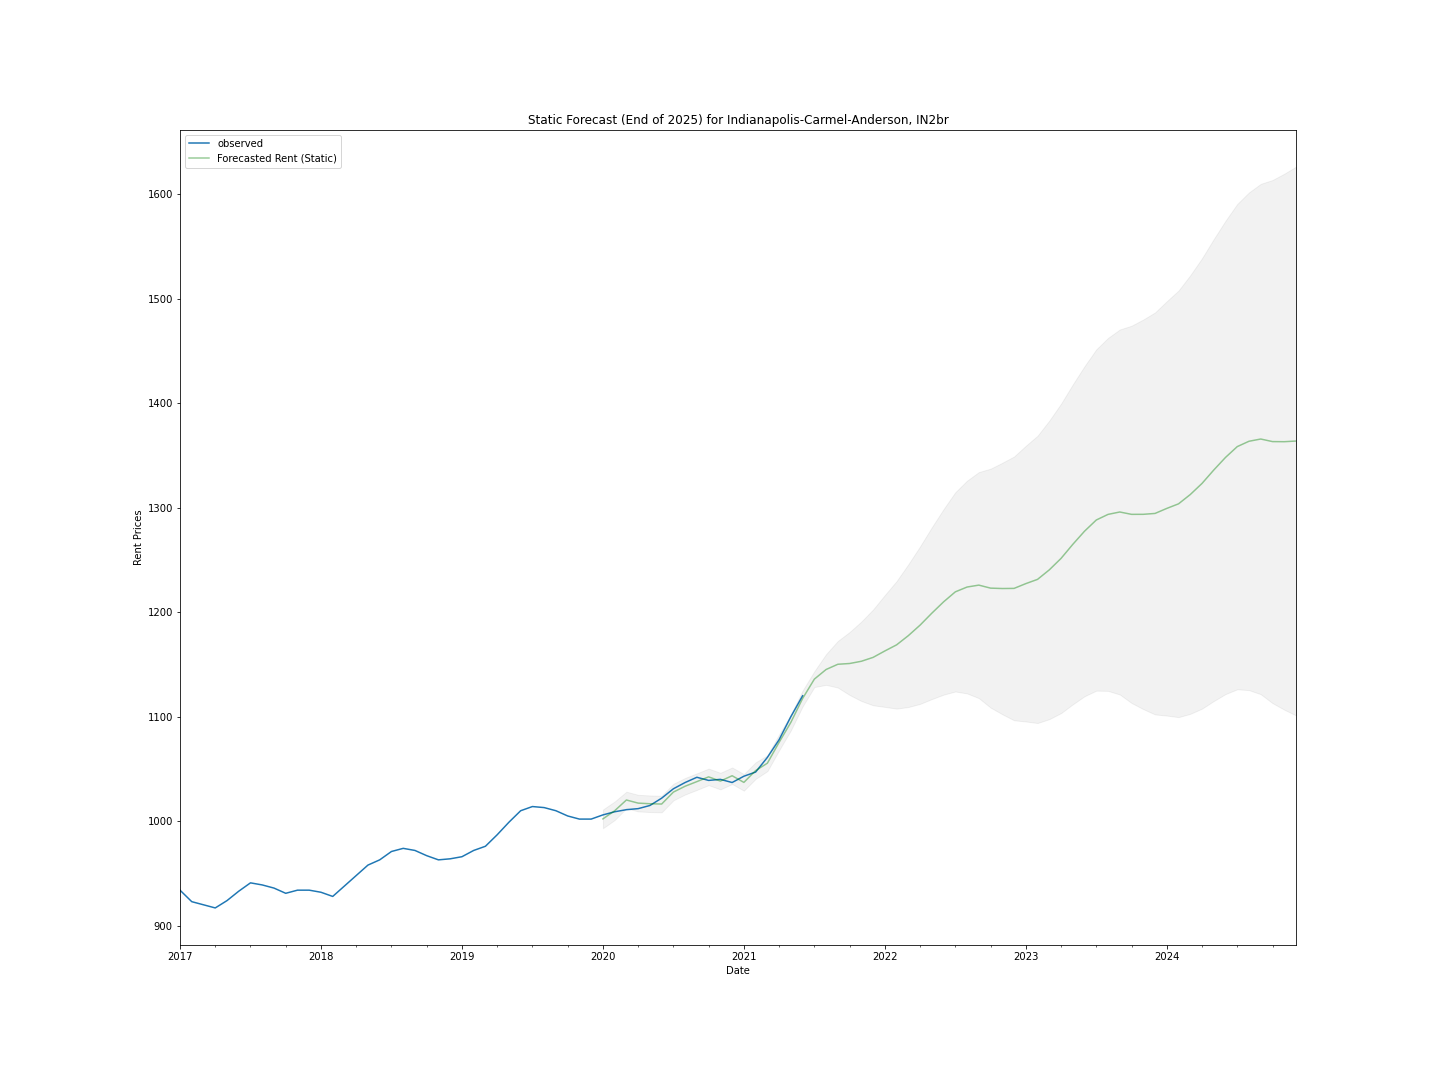 Static Forecast (End of 2025) for Indianapolis-Carmel-Anderson, IN2br
observed
Forecasted Rent (Static)
1600
1500
1400
1300
1200
1100
1000
900
Rent Prices
2017 2018 2019 2020 2021 2022 2023 2024
Date